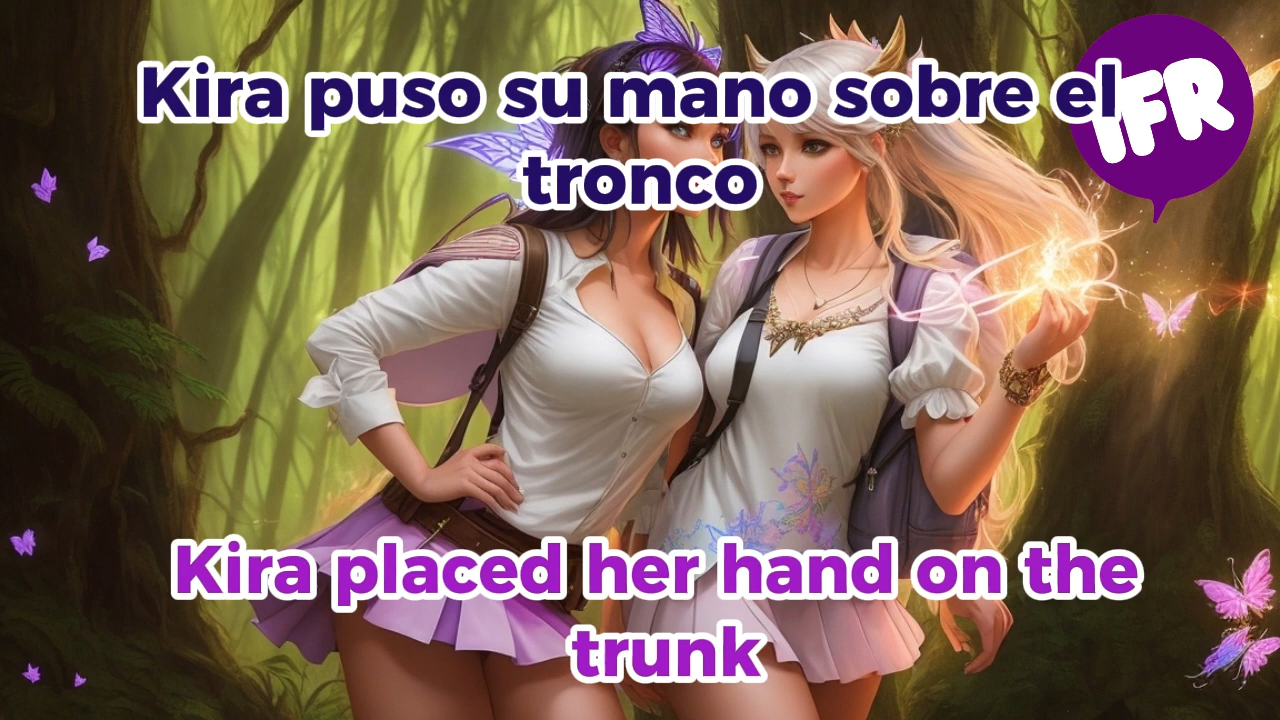 Kira puso su mano sobre el
tronco
IFR
Kira placed her hand on the
trunk